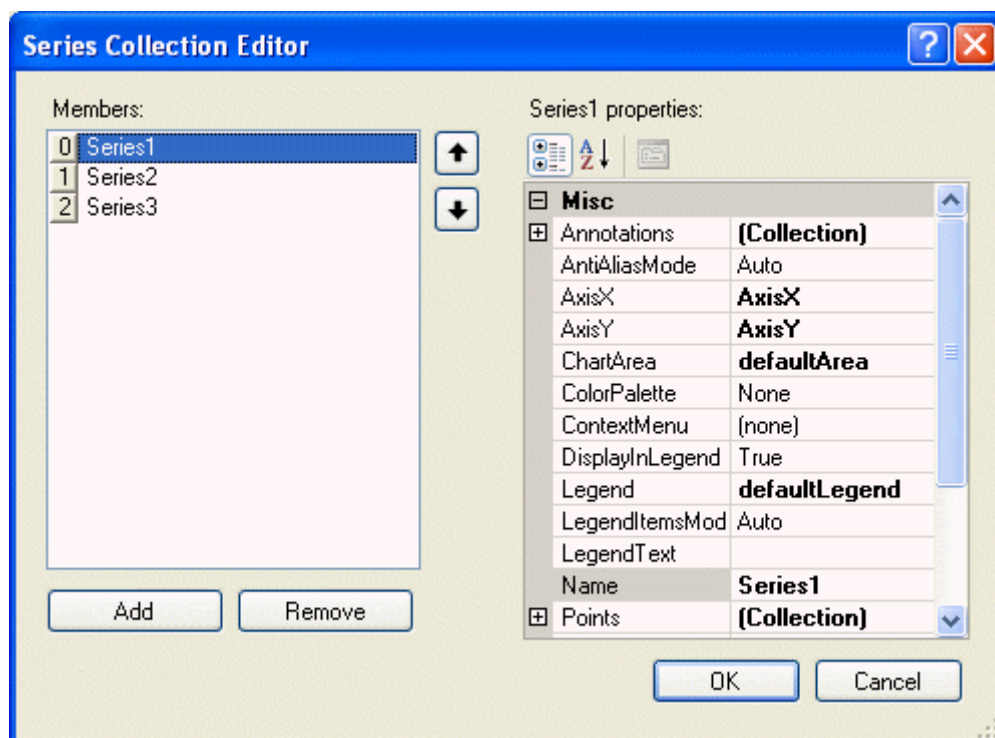 Series Collection Editor
Members:
0 Series1
1 Series2
2 Series3
Add
Remove
Series1 properties:
A
Z
Misc
Annotations (Collection)
AntiAliasMode Auto
AxisX AxisX
AxisY AxisY
ChartArea defaultArea
ColorPalette None
ContextMenu (none)
DisplayInLegend True
Legend defaultLegend
LegendItemsMod Auto
LegendText
Name Series1
Points (Collection)
OK
Cancel